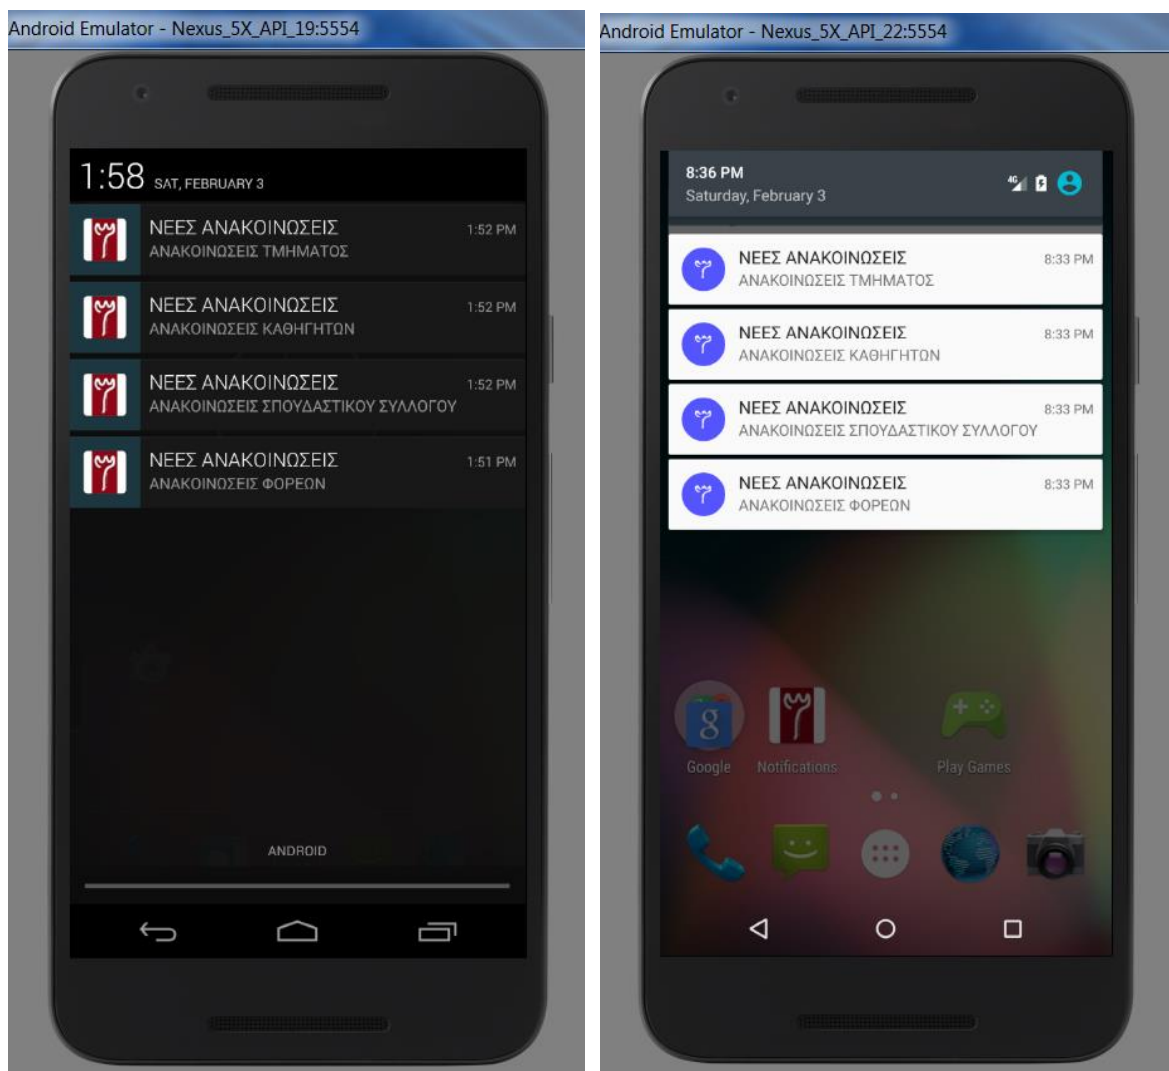 Android Emulator - Nexus_5X_API_19:5554
1:58 SAT, FEBRUARY 3
ΝΕΕΣ ΑΝΑΚΟΙΝΩΣΕΙΣ 1:52 PM
ΑΝΑΚΟΙΝΩΣΕΙΣ ΤΜΗΜΑΤΟΣ
ΝΕΕΣ ΑΝΑΚΟΙΝΩΣΕΙΣ 1:52 PM
ΑΝΑΚΟΙΝΩΣΕΙΣ ΚΑΘΗΓΗΤΩΝ
ΝΕΕΣ ΑΝΑΚΟΙΝΩΣΕΙΣ 1:52 PM
ΑΝΑΚΟΙΝΩΣΕΙΣ ΣΠΟΥΔΑΣΤΙΚΟΥ ΣΥΛΛΟΓΟΥ
ΝΕΕΣ ΑΝΑΚΟΙΝΩΣΕΙΣ 1:51 PM
ΑΝΑΚΟΙΝΩΣΕΙΣ ΦΟΡΕΩΝ
ANDROID
Android Emulator - Nexus_5X_API_22:5554
8:36 PM
Saturday, February 3
4G
ΝΕΕΣ ΑΝΑΚΟΙΝΩΣΕΙΣ 8:33 PM
ΑΝΑΚΟΙΝΩΣΕΙΣ ΤΜΗΜΑΤΟΣ
ΝΕΕΣ ΑΝΑΚΟΙΝΩΣΕΙΣ 8:33 PM
ΑΝΑΚΟΙΝΩΣΕΙΣ ΚΑΘΗΓΗΤΩΝ
ΝΕΕΣ ΑΝΑΚΟΙΝΩΣΕΙΣ 8:33 PM
ΑΝΑΚΟΙΝΩΣΕΙΣ ΣΠΟΥΔΑΣΤΙΚΟΥ ΣΥΛΛΟΓΟΥ
ΝΕΕΣ ΑΝΑΚΟΙΝΩΣΕΙΣ 8:33 PM
ΑΝΑΚΟΙΝΩΣΕΙΣ ΦΟΡΕΩΝ
g
Google Notifications Play Games